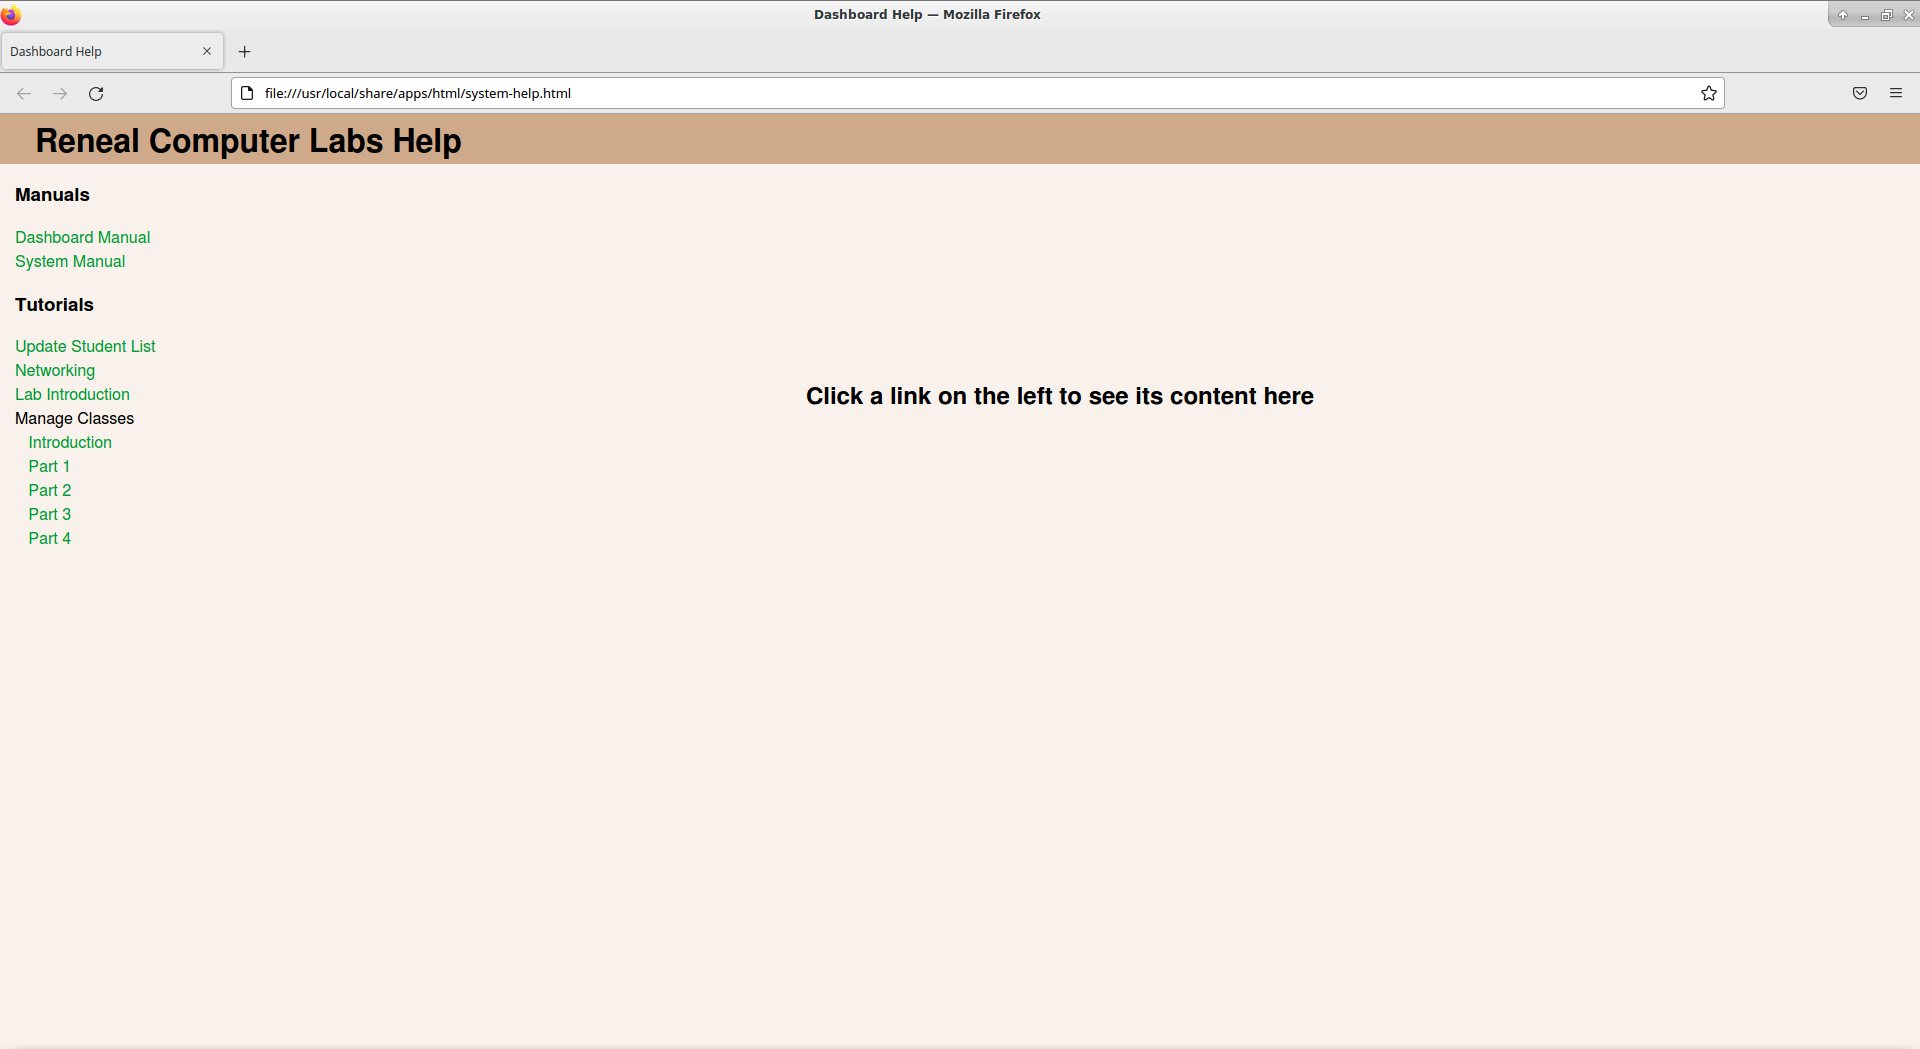 Dashboard Help — Mozilla Firefox
Dashboard Help
file:///usr/local/share/apps/html/system-help.html
Reneal Computer Labs Help
Manuals
Dashboard Manual
System Manual
Tutorials
Update Student List
Networking
Lab Introduction
Manage Classes
Introduction
Part 1
Part 2
Part 3
Part 4
Click a link on the left to see its content here